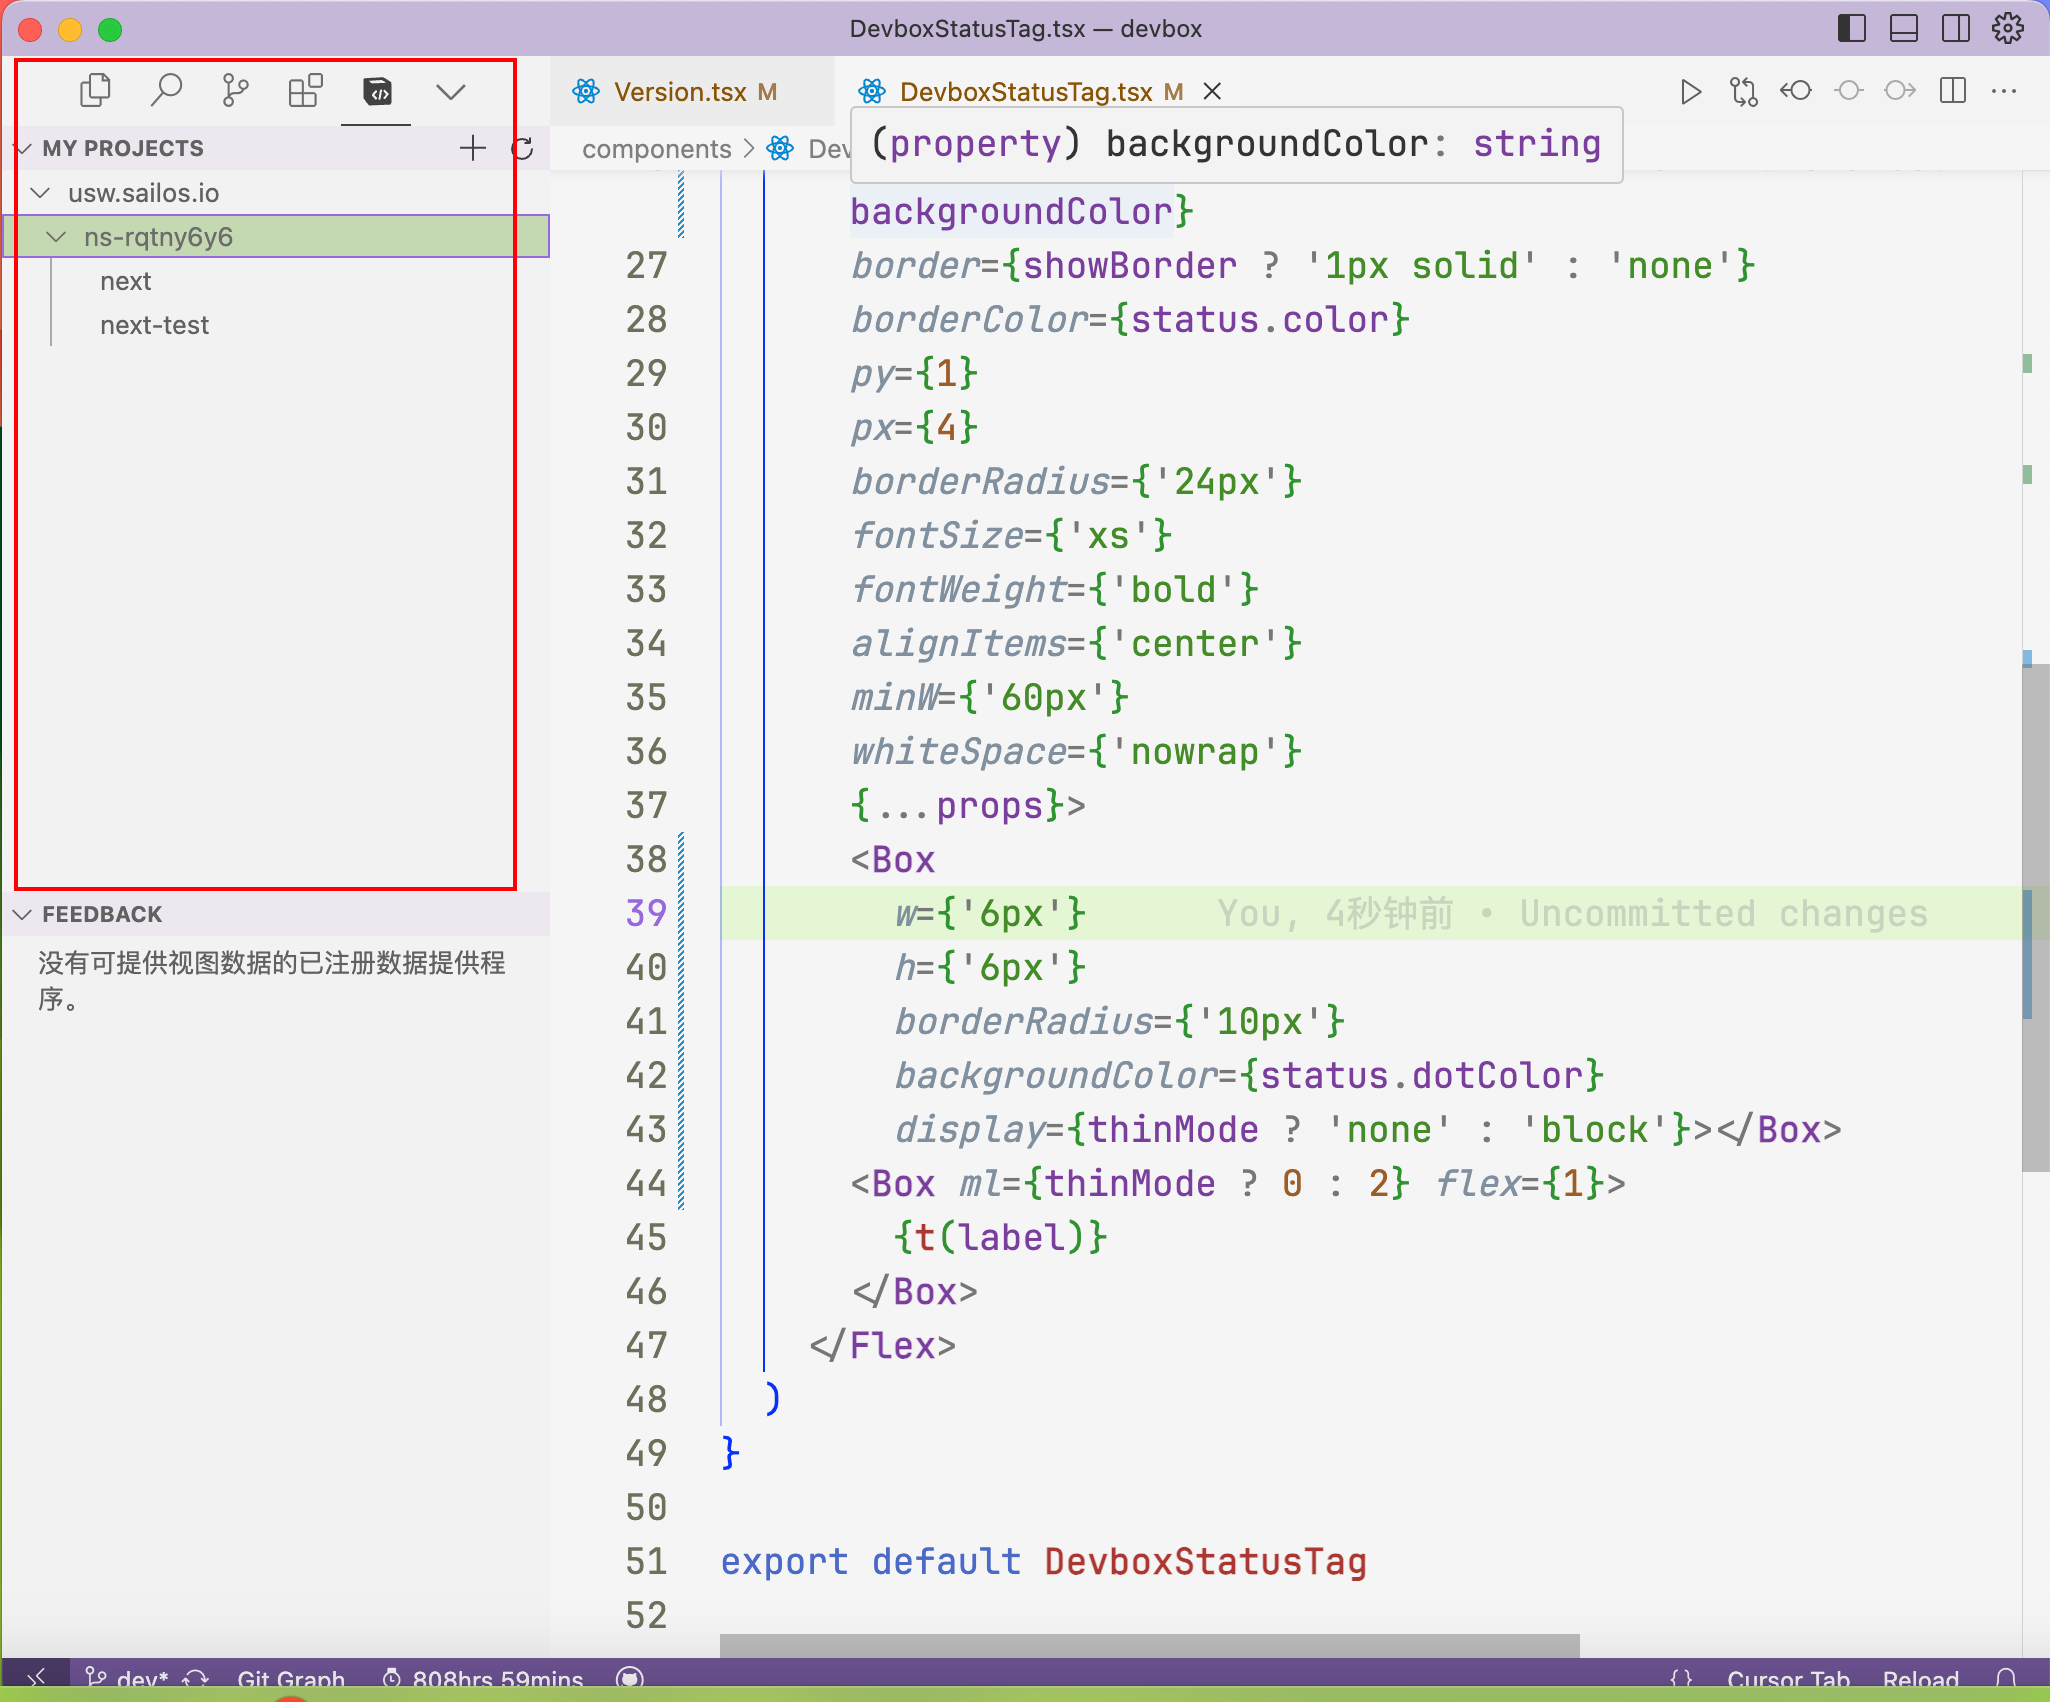 DevboxStatusTag.tsx — devbox
MY PROJECTS
usw.sailos.io
ns-rqtny6y6
next
next-test
FEEDBACK
没有可提供视图数据的已注册数据提供程
序。
Version.tsx M
DevboxStatusTag.tsx M
components > Dev
(property) backgroundColor: string
backgroundColor}
27 border={showBorder ? '1px solid' : 'none'}
28 borderColor={status.color}
29 py={1}
30 px={4}
31 borderRadius={'24px'}
32 fontSize={'xs'}
33 fontWeight={'bold'}
34 alignItems={'center'}
35 minW={'60px'}
36 whiteSpace={'nowrap'}
37 {...props}>
38 <Box
39 w={'6px'} You, 4秒钟前 • Uncommitted changes
40 h={'6px'}
41 borderRadius={'10px'}
42 backgroundColor={status.dotColor}
43 display={thinMode ? 'none' : 'block'}></Box>
44 <Box ml={thinMode ? 0 : 2} flex={1}>
45 {t(label)}
46 </Box>
47 </Flex>
48 )
49 }
50
51 export default DevboxStatusTag
52
dev* Git Graph 808hrs 59mins {} Cursor Tab Reload